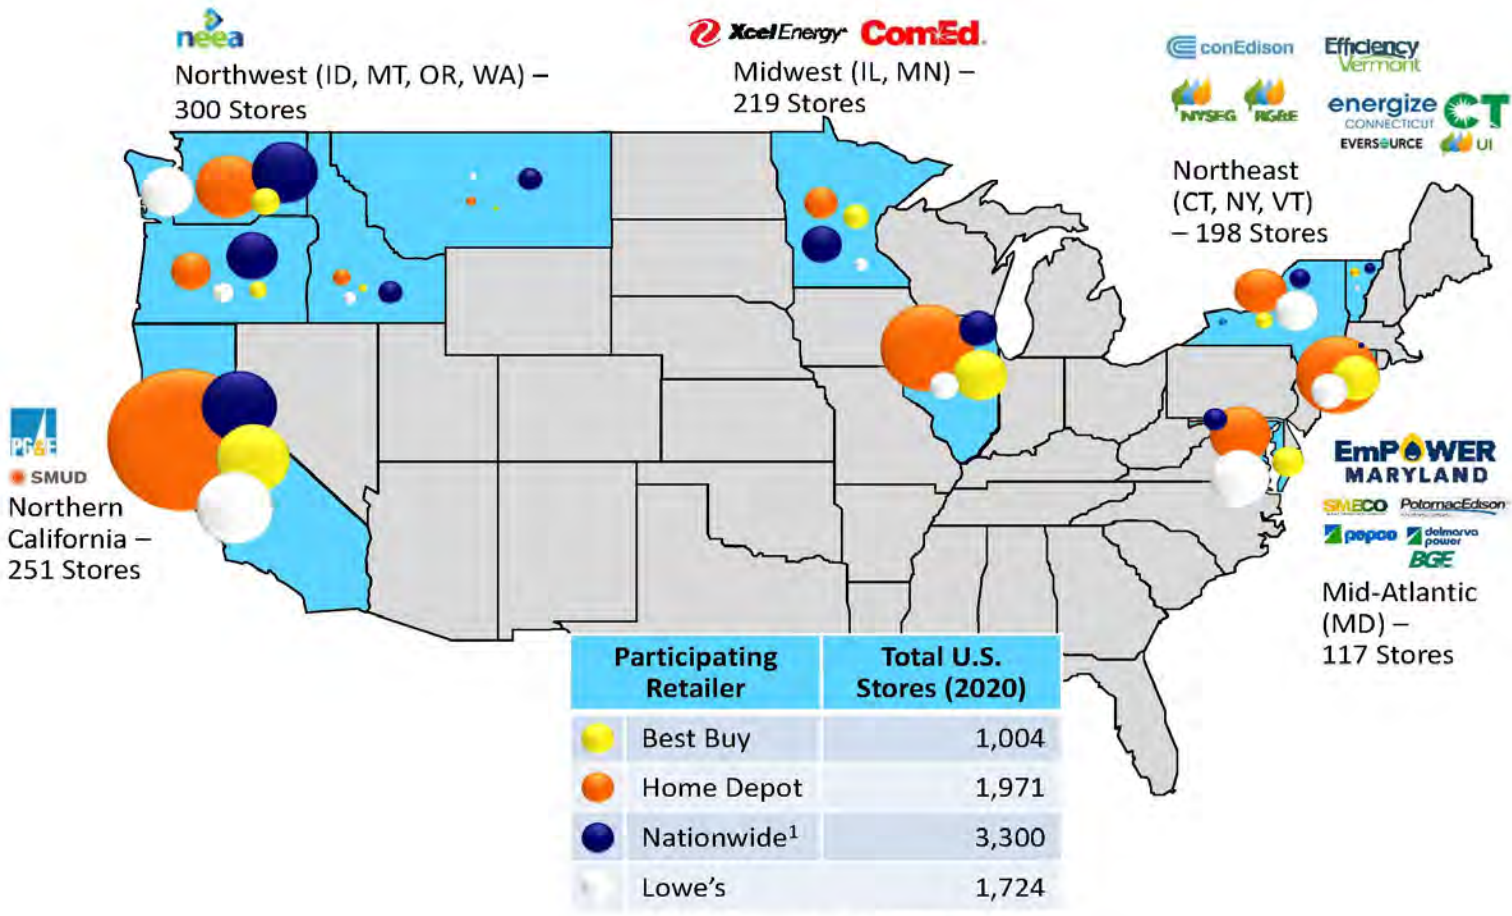 neea
Northwest (ID, MT, OR, WA) –
300 Stores
XcelEnergy ComEd
Midwest (IL, MN) –
219 Stores
conEdison Efficiency
Vermont
NYSEG RG&E
energize CT
CONNECTICUT
EVERSOURCE UI
Northeast
(CT, NY, VT)
– 198 Stores
PG&E
SMUD
Northern
California –
251 Stores
EmPOWER
MARYLAND
SMECO PotomacEdison
pepco delmarva
power
BGE
Mid-Atlantic
(MD) –
117 Stores
Participating
Retailer
Total U.S.
Stores (2020)
Best Buy 1,004
Home Depot 1,971
Nationwide1 3,300
Lowe's 1,724